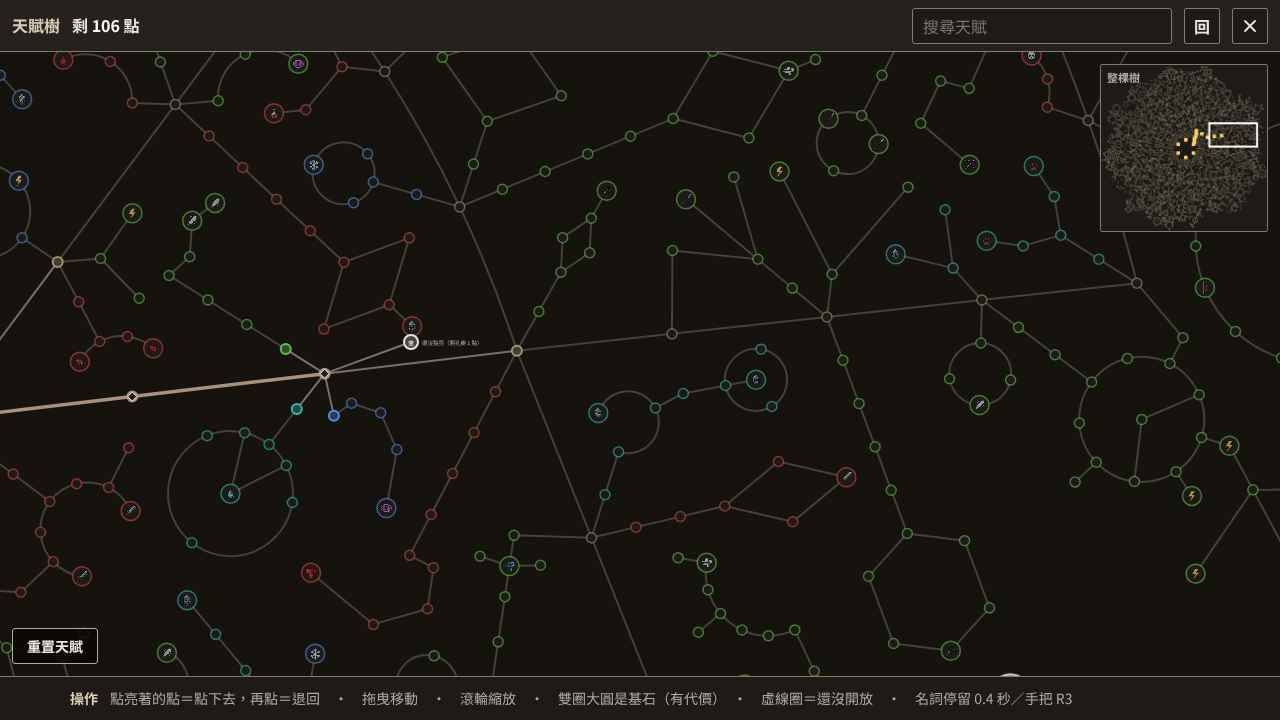 天賦樹 剩 106 點
搜尋天賦
回
整棵樹
重置天賦
操作 點亮著的點＝點下去，再點＝退回 • 拖曳移動 • 滾輪縮放 • 雙圈大圓是基石（有代價） • 虛線圈＝還沒開放 • 名詞停留 0.4 秒／手把 R3